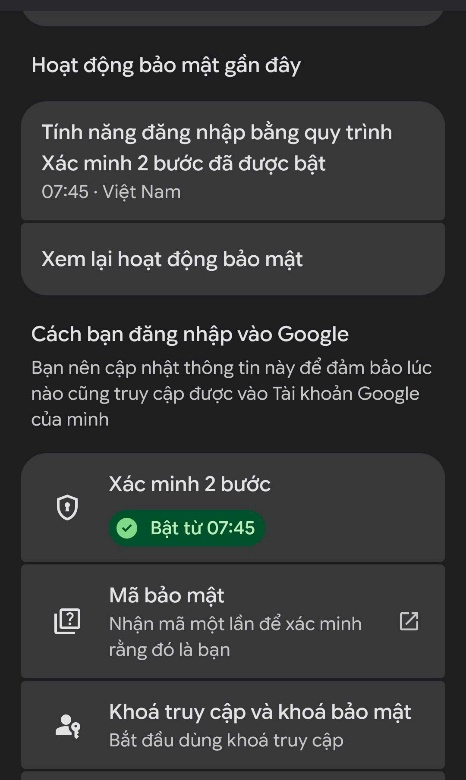 Hoạt động bảo mật gần đây
Tính năng đăng nhập bằng quy trình
Xác minh 2 bước đã được bật
07:45 · Việt Nam
Xem lại hoạt động bảo mật
Cách bạn đăng nhập vào Google
Bạn nên cập nhật thông tin này để đảm bảo lúc
nào cũng truy cập được vào Tài khoản Google
của mình
Xác minh 2 bước
Bật từ 07:45
Mã bảo mật
Nhận mã một lần để xác minh
rằng đó là bạn
Khoá truy cập và khoá bảo mật
Bắt đầu dùng khoá truy cập